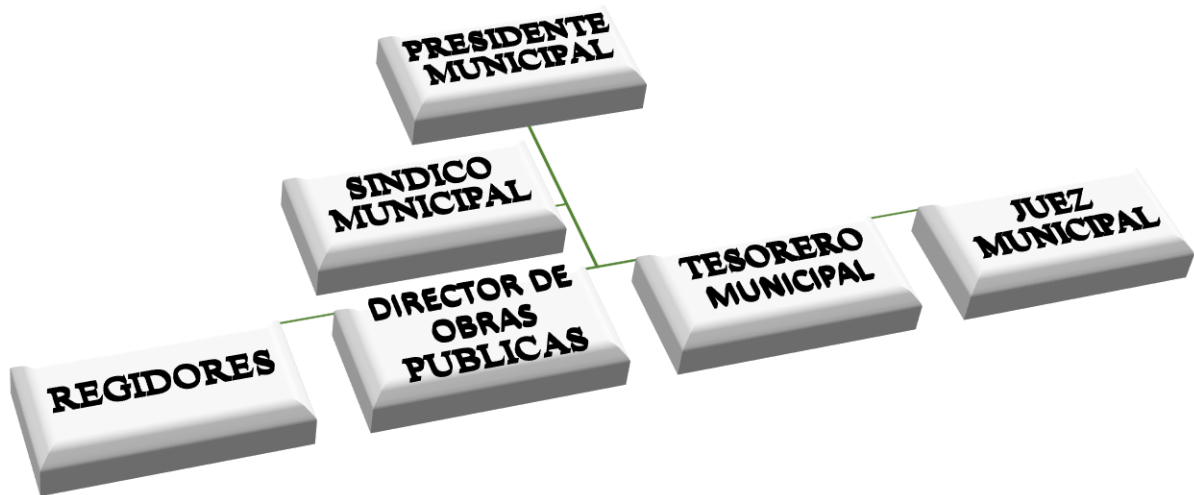 PRESIDENTE
MUNICIPAL
SINDICO
MUNICIPAL
REGIDORES
DIRECTOR DE
OBRAS
PUBLICAS
TESORERO
MUNICIPAL
JUEZ
MUNICIPAL